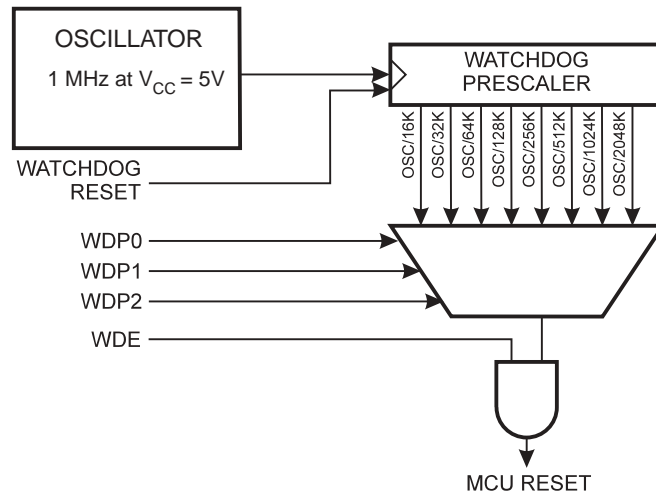 OSCILLATOR
1 MHz at VCC = 5V
WATCHDOG
PRESCALER
WATCHDOG
RESET
OSC/16K
OSC/32K
OSC/64K
OSC/128K
OSC/256K
OSC/512K
OSC/1024K
OSC/2048K
WDP0
WDP1
WDP2
WDE
MCU RESET